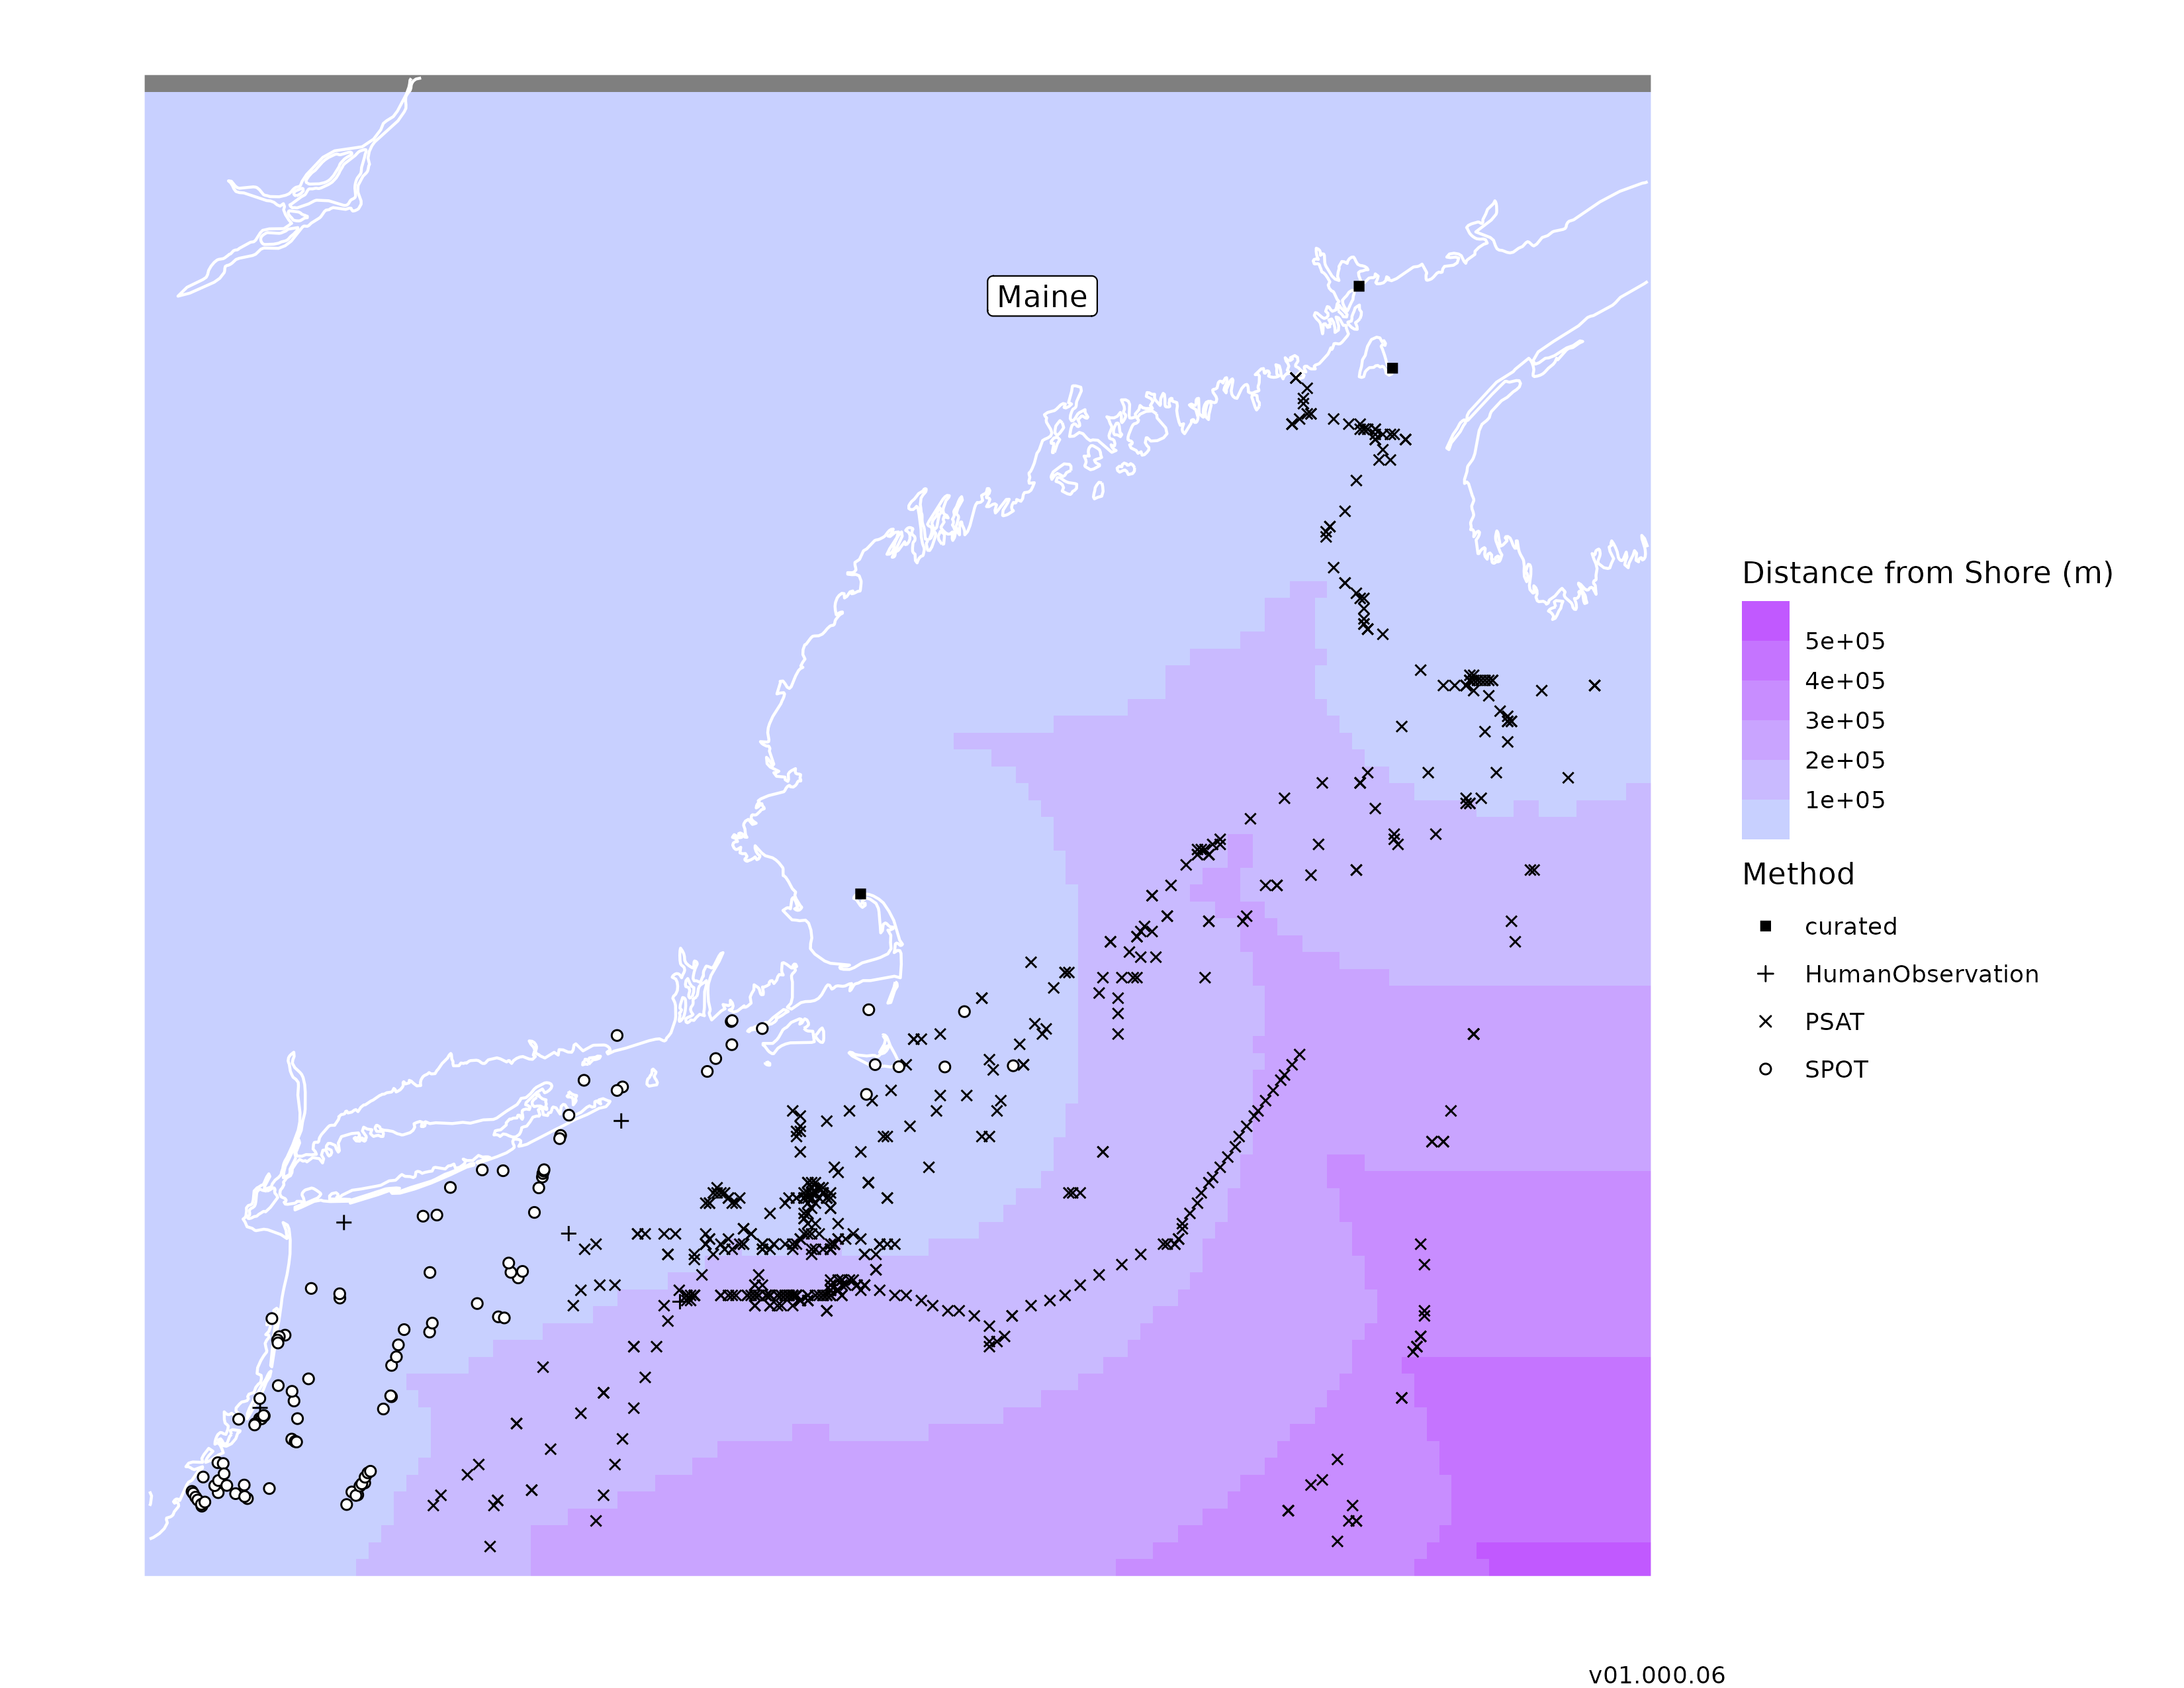 Maine
Distance from Shore (m)
5e+05
4e+05
3e+05
2e+05
1e+05
Method
curated
HumanObservation
PSAT
SPOT
v01.000.06